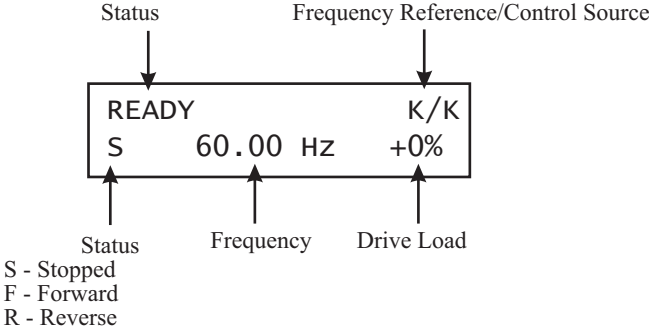 Status Frequency Reference/Control Source
READY K/K
S 60.00 Hz +0%
Status Frequency Drive Load
S - Stopped
F - Forward
R - Reverse